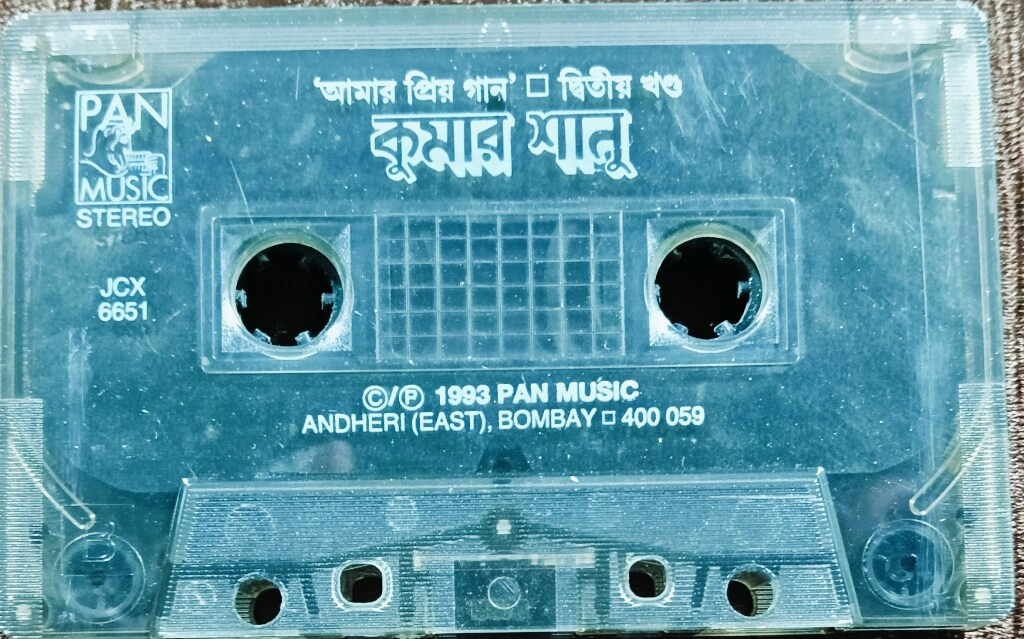 'আমার প্রিয় গান' □ দ্বিতীয় খণ্ড
কুমার শানু
PAN
MUSIC
STEREO
JCX
6651
©/℗ 1993 PAN MUSIC
ANDHERI (EAST), BOMBAY □ 400 059